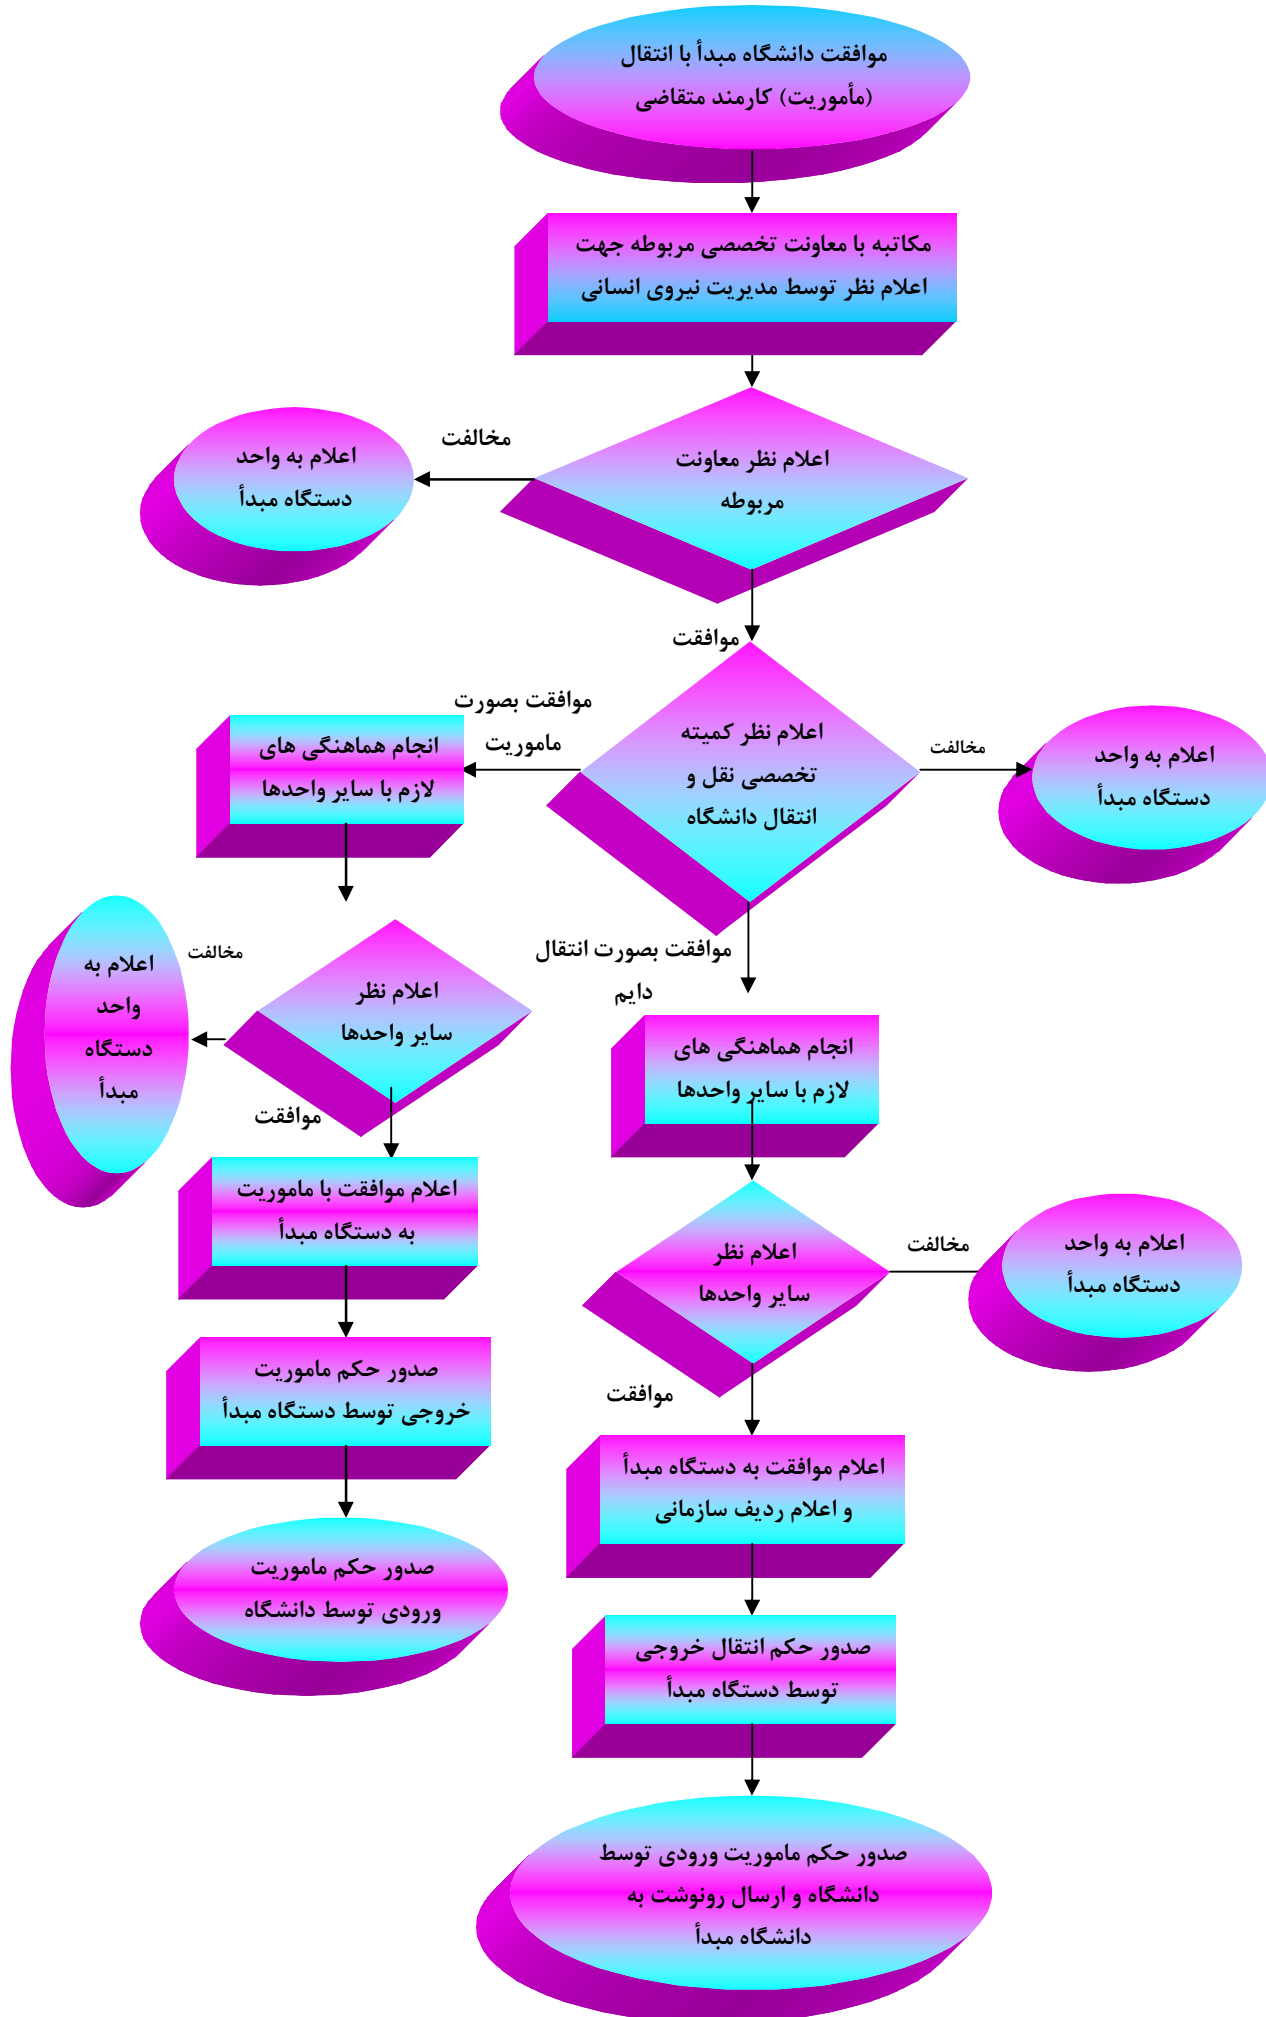 موافقت دانشگاه مبدأ با انتقال
(مأموریت) کارمند متقاضی
مکاتبه با معاونت تخصصی مربوطه جهت
اعلام نظر توسط مدیریت نیروی انسانی
اعلام نظر معاونت
مربوطه
مخالفت
اعلام به واحد
دستگاه مبدأ
موافقت
اعلام نظر کمیته
تخصصی نقل و
انتقال دانشگاه
مخالفت
اعلام به واحد
دستگاه مبدأ
موافقت بصورت
ماموریت
انجام هماهنگی های
لازم با سایر واحدها
موافقت بصورت انتقال
دایم
اعلام نظر
سایر واحدها
مخالفت
اعلام به
واحد
دستگاه
مبدأ
موافقت
انجام هماهنگی های
لازم با سایر واحدها
اعلام موافقت با ماموریت
به دستگاه مبدأ
اعلام نظر
سایر واحدها
مخالفت
اعلام به واحد
دستگاه مبدأ
صدور حکم ماموریت
خروجی توسط دستگاه مبدأ
موافقت
اعلام موافقت به دستگاه مبدأ
و اعلام ردیف سازمانی
صدور حکم ماموریت
ورودی توسط دانشگاه
صدور حکم انتقال خروجی
توسط دستگاه مبدأ
صدور حکم ماموریت ورودی توسط
دانشگاه و ارسال رونوشت به
دانشگاه مبدأ